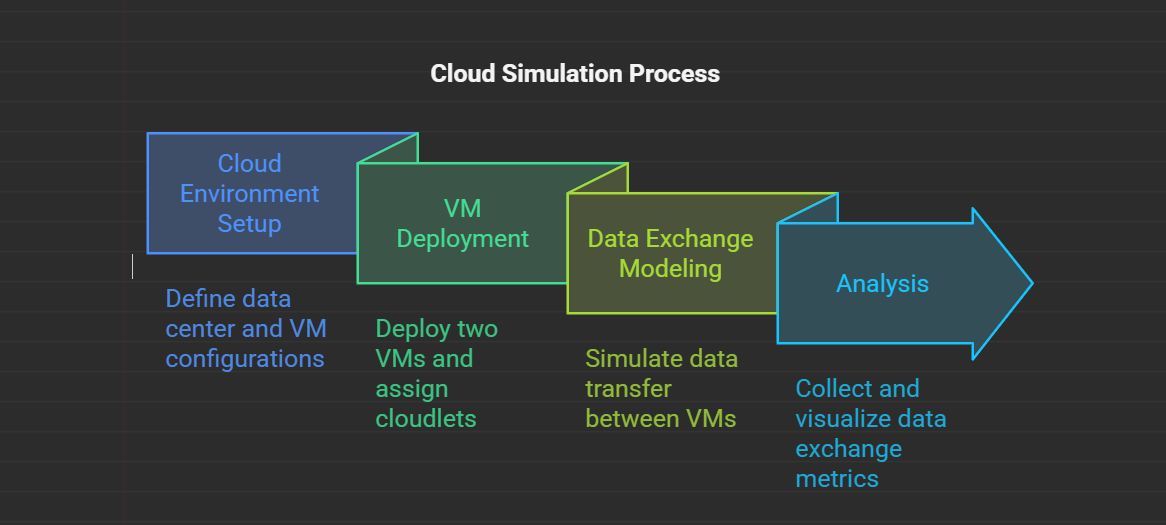 Cloud Simulation Process
Cloud
Environment
Setup
Define data
center and VM
configurations
VM
Deployment
Deploy two
VMs and
assign
cloudlets
Data Exchange
Modeling
Simulate data
transfer
between VMs
Analysis
Collect and
visualize data
exchange
metrics